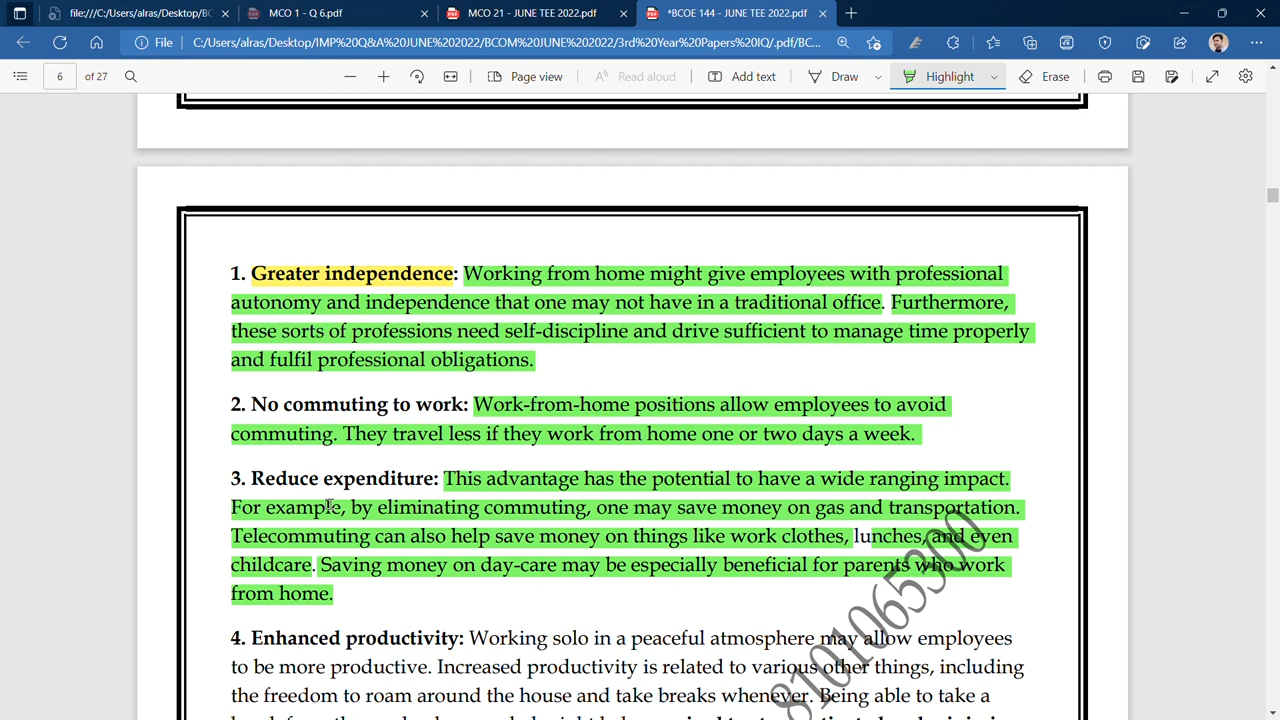 file:///C:/Users/alras/Desktop/BC
MCO 1 - Q 6.pdf
MCO 21 - JUNE TEE 2022.pdf
*BCOE 144 - JUNE TEE 2022.pdf
File
C:/Users/alras/Desktop/IMP%20Q&A%20JUNE%202022/BCOM%20JUNE%202022/3rd%20Year%20Papers%20IQ/.pdf/BC...
6 of 27
Page view
Read aloud
Add text
Draw
Highlight
Erase
1. Greater independence: Working from home might give employees with professional
autonomy and independence that one may not have in a traditional office. Furthermore,
these sorts of professions need self-discipline and drive sufficient to manage time properly
and fulfil professional obligations.
2. No commuting to work: Work-from-home positions allow employees to avoid
commuting. They travel less if they work from home one or two days a week.
3. Reduce expenditure: This advantage has the potential to have a wide ranging impact.
For example, by eliminating commuting, one may save money on gas and transportation.
Telecommuting can also help save money on things like work clothes, lunches, and even
childcare. Saving money on day-care may be especially beneficial for parents who work
from home.
4. Enhanced productivity: Working solo in a peaceful atmosphere may allow employees
to be more productive. Increased productivity is related to various other things, including
the freedom to roam around the house and take breaks whenever. Being able to take a
8101065300